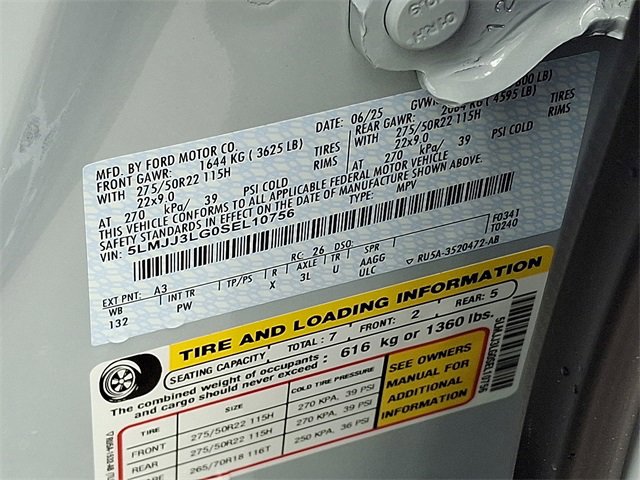 MFD. BY FORD MOTOR CO.
DATE: 06/25
FRONT GAWR: 1644 KG ( 3625 LB)
REAR GAWR: 2084 KG ( 4595 LB)
WITH 275/50R22 115H TIRES
WITH 275/50R22 115H TIRES
22x9.0 RIMS
22x9.0 RIMS
AT 270 kPa/ 39 PSI COLD
AT 270 kPa/ 39 PSI COLD
THIS VEHICLE CONFORMS TO ALL APPLICABLE FEDERAL MOTOR VEHICLE
SAFETY STANDARDS IN EFFECT ON THE DATE OF MANUFACTURE SHOWN ABOVE.
VIN: 5LMJJ3LG0SEL10756
TYPE: MPV
F0341
T0240
EXT PNT: A3 RC: 26 DSO:
WB INT TR TP/PS R AXLE TR SPR
132 PW X 3L U AAGG
ULC
▽ RU5A-3520472-AB
TIRE AND LOADING INFORMATION
SEATING CAPACITY TOTAL: 7 FRONT: 2 REAR: 5
The combined weight of occupants and cargo should never exceed: 616 kg or 1360 lbs.
TIRE SIZE COLD TIRE PRESSURE
FRONT 275/50R22 115H 270 KPA, 39 PSI
REAR 275/50R22 115H 270 KPA, 39 PSI
265/70R18 116T 250 KPA, 36 PSI
SEE OWNERS
MANUAL FOR
ADDITIONAL
INFORMATION
5LMJJ3LG0SEL10756